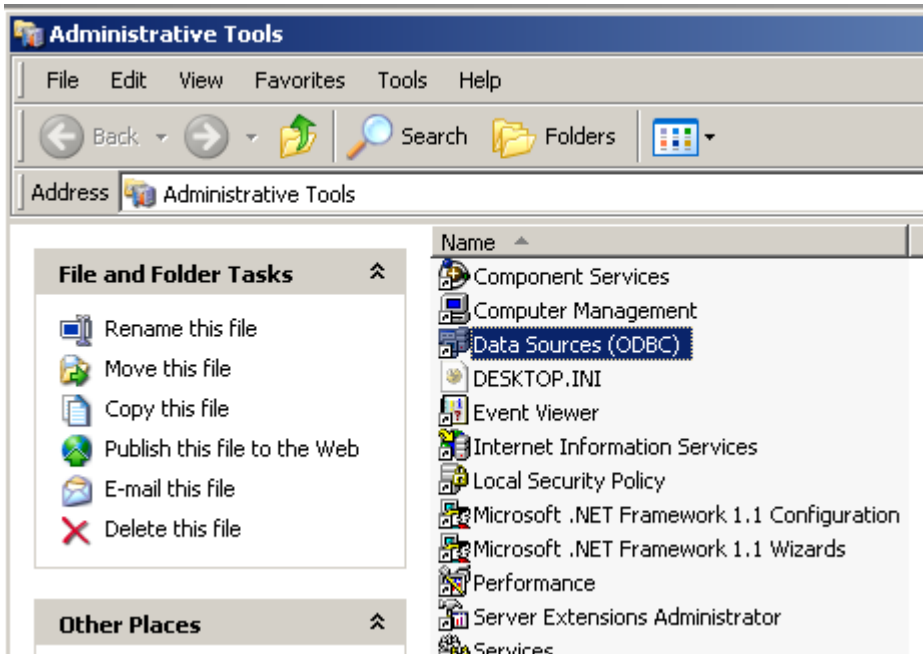 Administrative Tools
File Edit View Favorites Tools Help
Back Search Folders
Address Administrative Tools
File and Folder Tasks
Rename this file
Move this file
Copy this file
Publish this file to the Web
E-mail this file
Delete this file
Other Places
Name
Component Services
Computer Management
Data Sources (ODBC)
DESKTOP.INI
Event Viewer
Internet Information Services
Local Security Policy
Microsoft .NET Framework 1.1 Configuration
Microsoft .NET Framework 1.1 Wizards
Performance
Server Extensions Administrator
Services